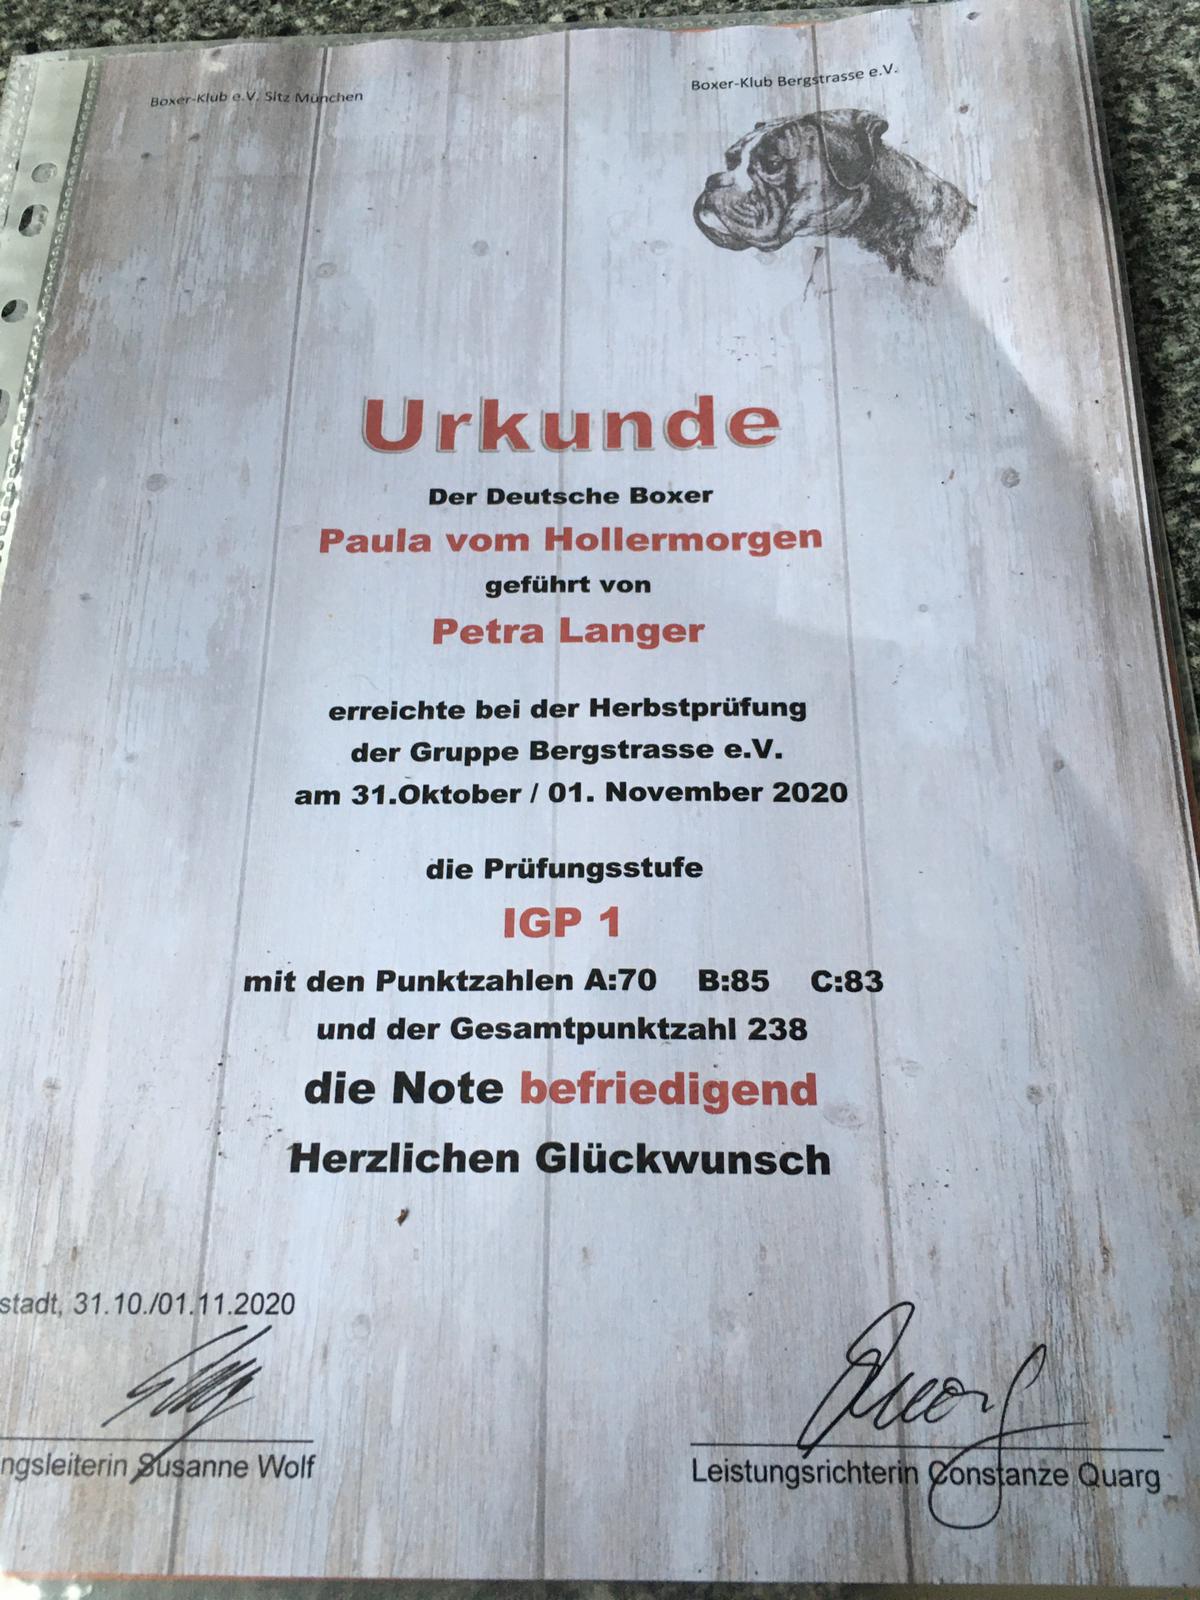 Boxer-Klub e.V. Sitz München
Boxer-Klub Bergstrasse e.V.
Urkunde
Der Deutsche Boxer
Paula vom Hollermorgen
geführt von
Petra Langer
erreichte bei der Herbstprüfung
der Gruppe Bergstrasse e.V.
am 31.Oktober / 01. November 2020
die Prüfungsstufe
IGP 1
mit den Punktzahlen A:70 B:85 C:83
und der Gesamtpunktzahl 238
die Note befriedigend
Herzlichen Glückwunsch
stadt, 31.10./01.11.2020
ngsleiterin Susanne Wolf
Leistungsrichterin Constanze Quarg